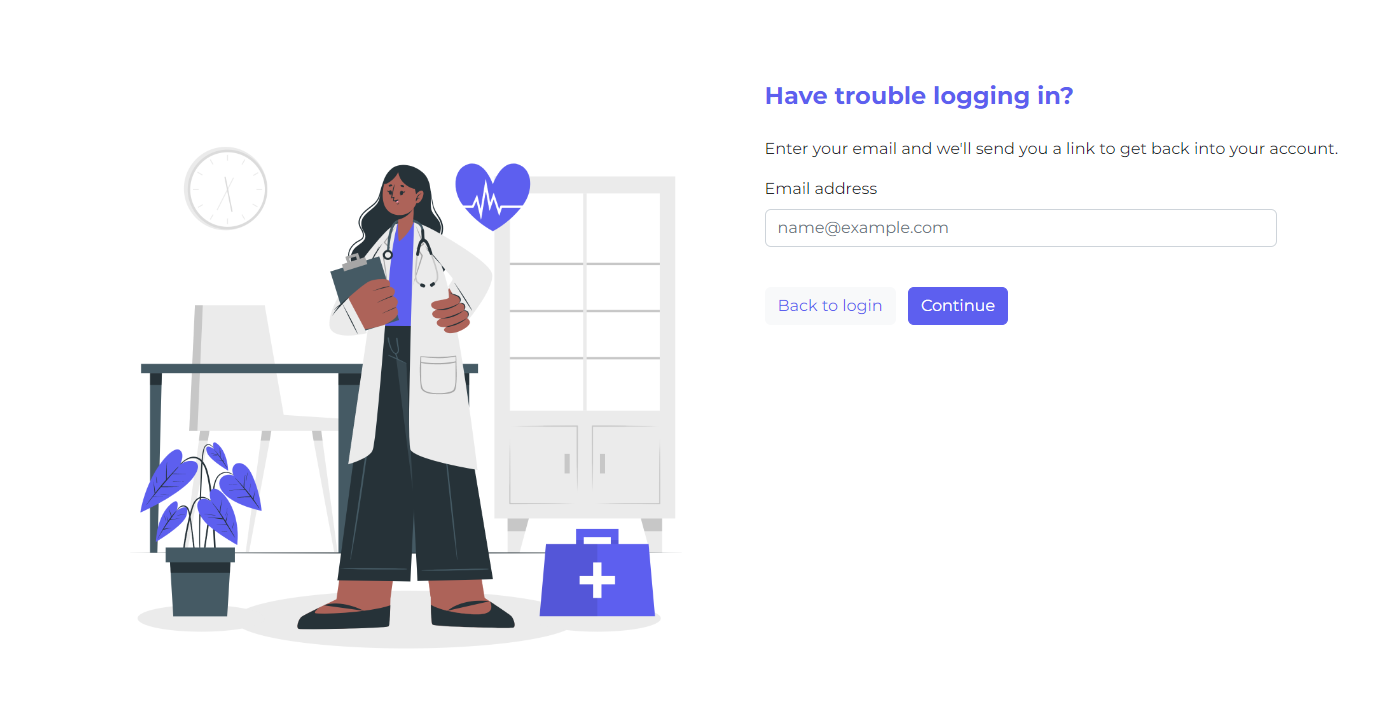 Have trouble logging in?
Enter your email and we'll send you a link to get back into your account.
Email address
name@example.com
Back to login
Continue